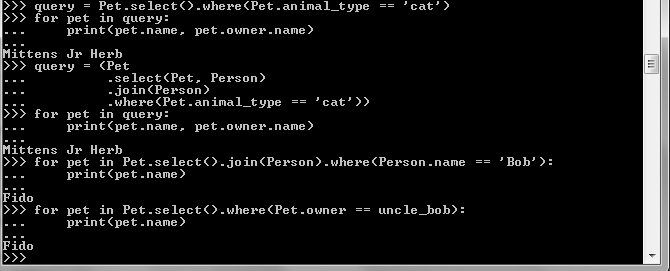 >>> query = Pet.select().where(Pet.animal_type == 'cat')
>>> for pet in query:
...     print(pet.name, pet.owner.name)
...
Mittens Jr Herb
>>> query = (Pet
...          .select(Pet, Person)
...          .join(Person)
...          .where(Pet.animal_type == 'cat'))
>>> for pet in query:
...     print(pet.name, pet.owner.name)
...
Mittens Jr Herb
>>> for pet in Pet.select().join(Person).where(Person.name == 'Bob'):
...     print(pet.name)
...
Fido
>>> for pet in Pet.select().where(Pet.owner == uncle_bob):
...     print(pet.name)
...
Fido
>>>